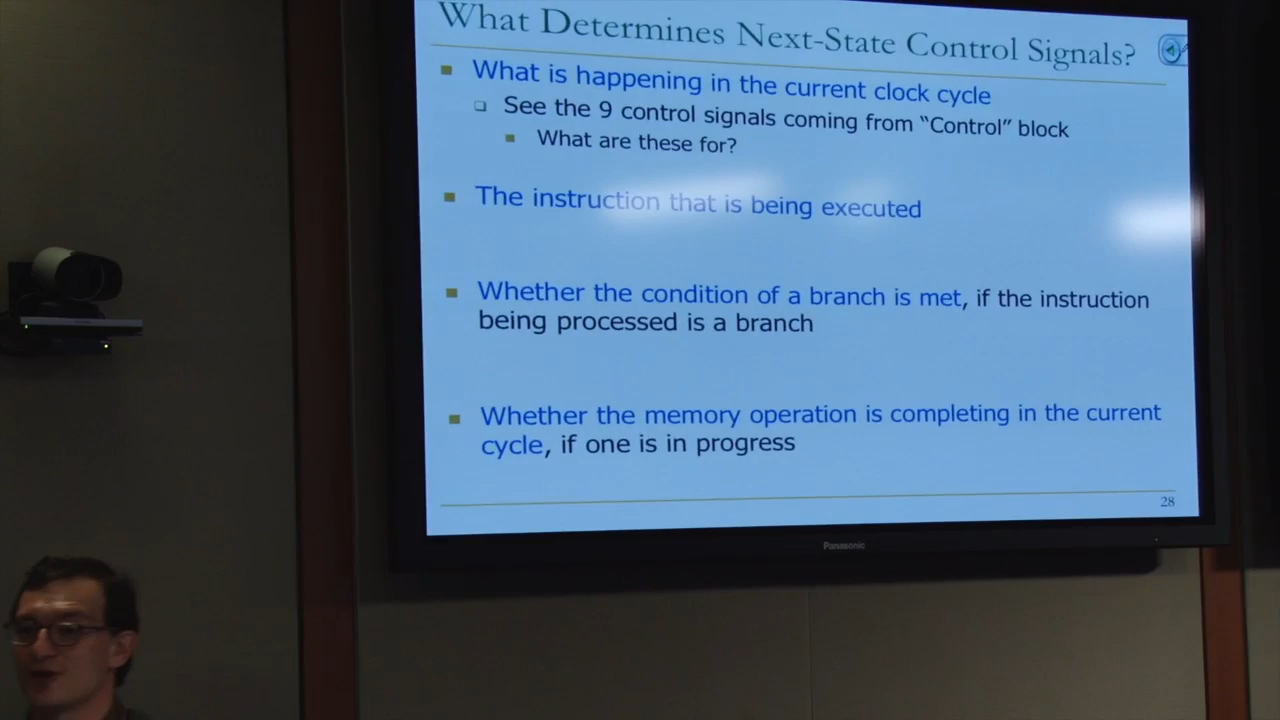 What Determines Next-State Control Signals?
What is happening in the current clock cycle
See the 9 control signals coming from “Control” block
What are these for?
The instruction that is being executed
Whether the condition of a branch is met, if the instruction
being processed is a branch
Whether the memory operation is completing in the current
cycle, if one is in progress
28
Panasonic